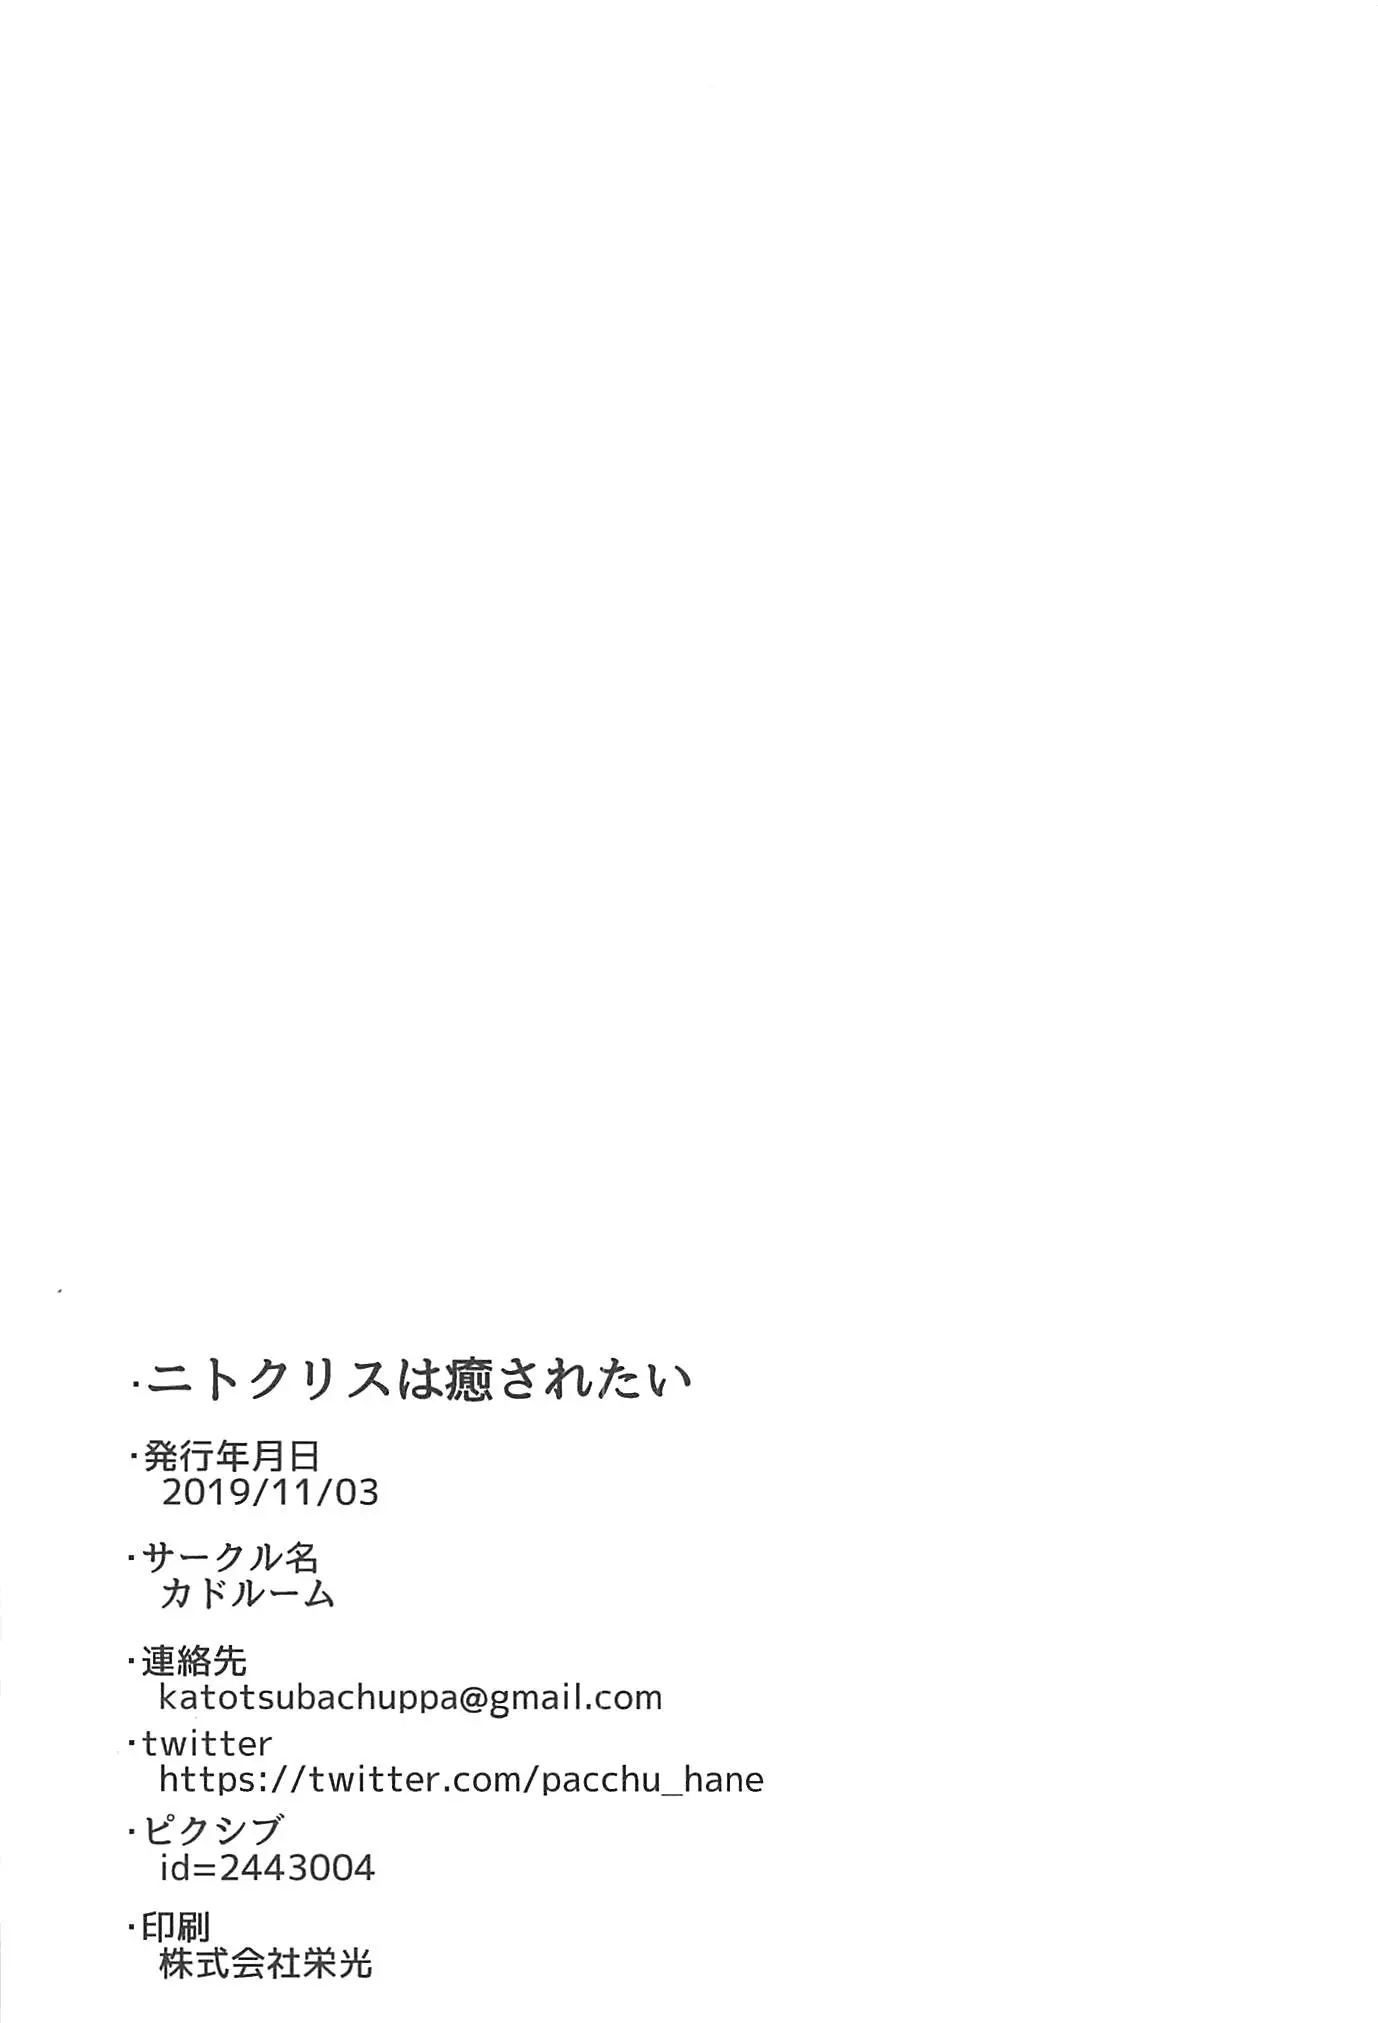 ・ニトクリスは癒されたい
・発行年月日
2019/11/03
・サークル名
カドルーム
・連絡先
katotsubachuppa@gmail.com
・twitter
https://twitter.com/pacchu_hane
・ピクシブ
id=2443004
・印刷
株式会社栄光